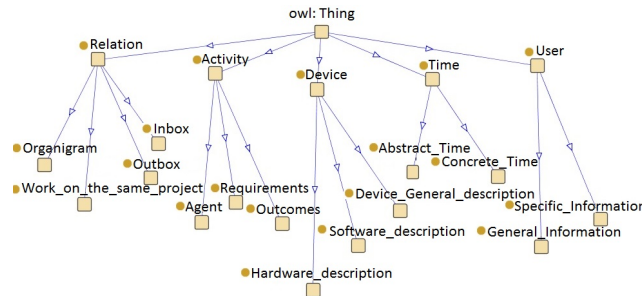 owl: Thing
Relation
Activity
Device
Time
User
Organigram
Inbox
Outbox
Work_on_the_same_project
Agent
Requirements
Outcomes
Abstract_Time
Concrete_Time
Device_General_description
Software_description
Hardware_description
Specific_Information
General_Information